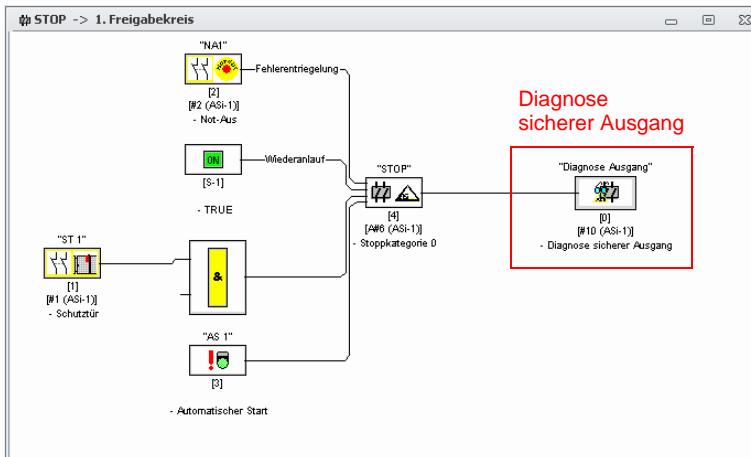 STOP -> 1. Freigabekreis
"NA1"
Fehlerentriegelung
[2]
[#2 (ASi-1)]
- Not-Aus
ON
Wiederanlauf
[S-1]
- TRUE
"STOP"
[4]
[A#6 (ASi-1)]
- Stoppkategorie 0
Diagnose
sicherer Ausgang
"Diagnose Ausgang"
[0]
[#10 (ASi-1)]
- Diagnose sicherer Ausgang
"ST 1"
[1]
[#1 (ASi-1)]
- Schutztür
&
"AS 1"
[3]
- Automatischer Start